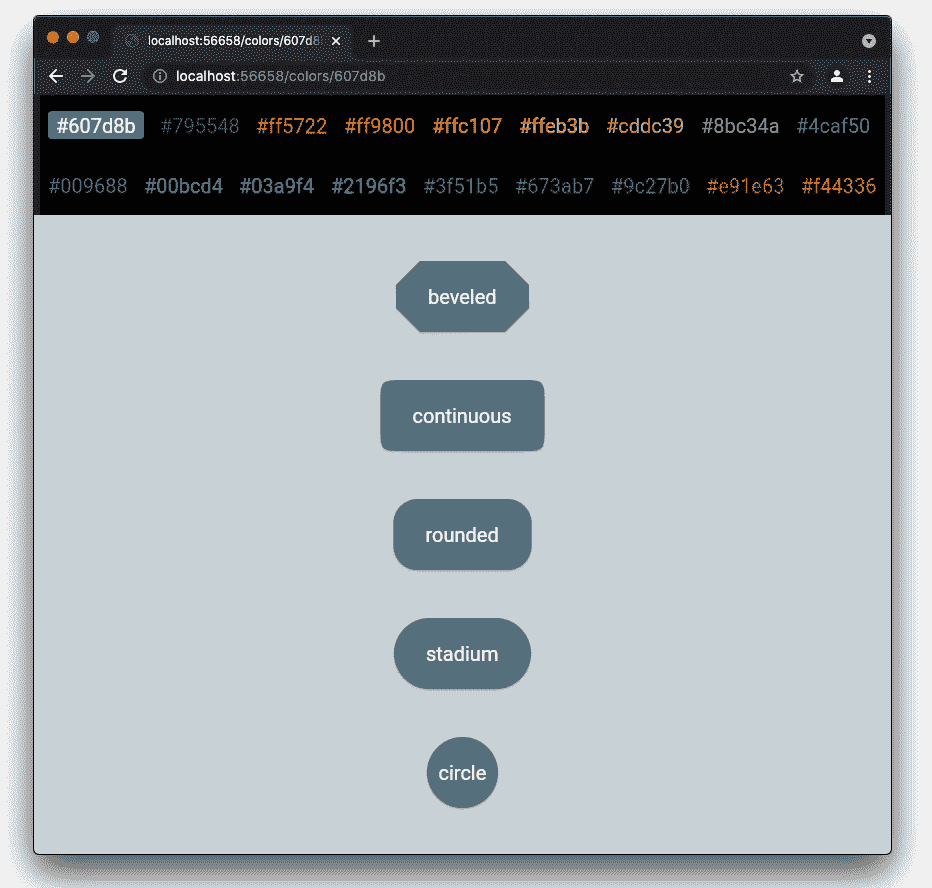 localhost:56658/colors/607d8
localhost:56658/colors/607d8b
#607d8b #795548 #ff5722 #ff9800 #ffc107 #ffeb3b #cddc39 #8bc34a #4caf50
#009688 #00bcd4 #03a9f4 #2196f3 #3f51b5 #673ab7 #9c27b0 #e91e63 #f44336
beveled
continuous
rounded
stadium
circle